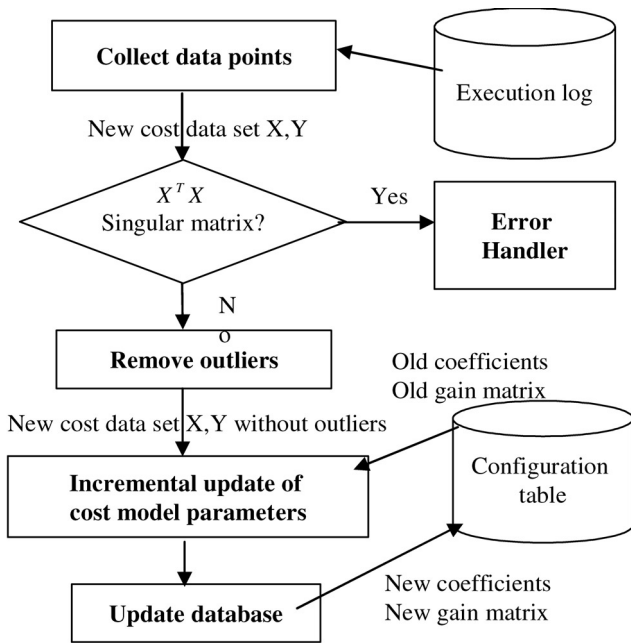 Collect data points
Execution log
New cost data set X,Y
X^T X
Singular matrix?
Yes
Error
Handler
N
o
Remove outliers
Old coefficients
Old gain matrix
New cost data set X,Y without outliers
Configuration
table
Incremental update of
cost model parameters
New coefficients
New gain matrix
Update database